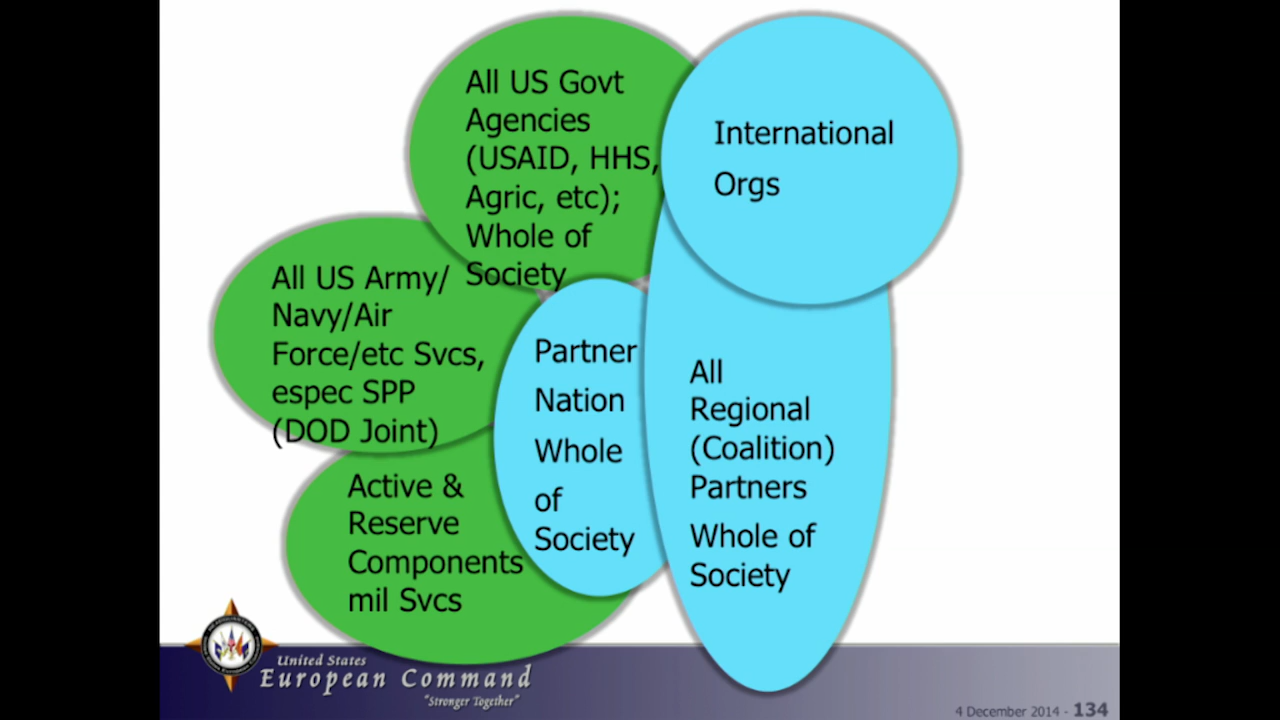 All US Govt
Agencies
(USAID, HHS,
Agric, etc);
Whole of
Society
International
Orgs
All US Army/
Navy/Air
Force/etc Svcs,
espec SPP
(DOD Joint)
Partner
Nation
Whole
of
Society
All
Regional
(Coalition)
Partners
Whole of
Society
Active &
Reserve
Components
mil Svcs
United States
European Command
"Stronger Together"
4 December 2014 - 134